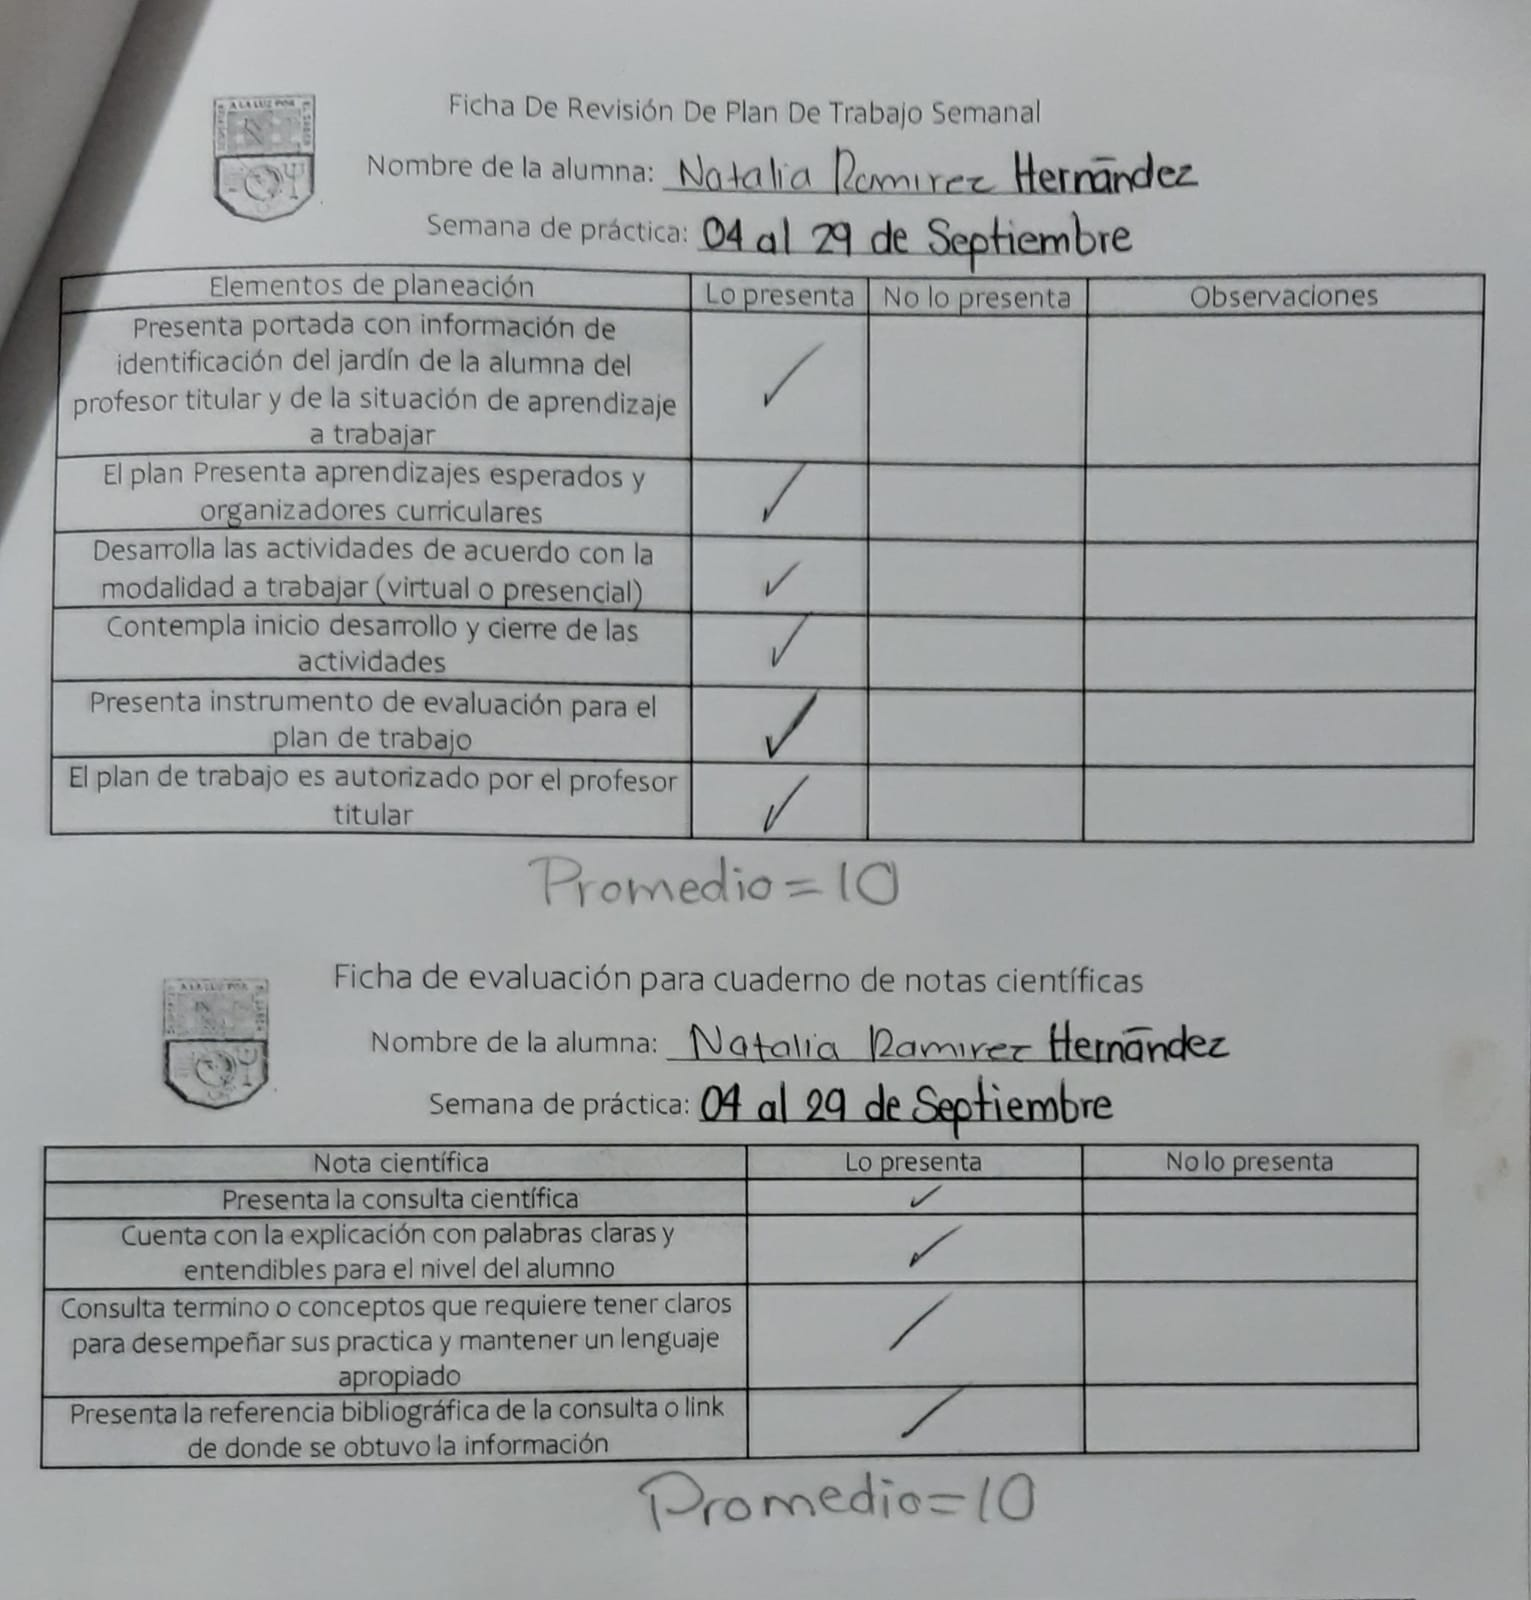 A LA LUZ POR
Ficha De Revisión De Plan De Trabajo Semanal
Nombre de la alumna: Natalia Ramirez Hernández
Semana de práctica: 04 al 29 de Septiembre
Elementos de planeación Lo presenta No lo presenta Observaciones
Presenta portada con información de
identificación del jardín de la alumna del
profesor titular y de la situación de aprendizaje
a trabajar
El plan Presenta aprendizajes esperados y
organizadores curriculares
Desarrolla las actividades de acuerdo con la
modalidad a trabajar (virtual o presencial)
Contempla inicio desarrollo y cierre de las
actividades
Presenta instrumento de evaluación para el
plan de trabajo
El plan de trabajo es autorizado por el profesor
titular
Promedio=10
A LA LUZ POR
Ficha de evaluación para cuaderno de notas científicas
Nombre de la alumna: Natalia Ramirez Hernández
Semana de práctica: 04 al 29 de Septiembre
Nota científica Lo presenta No lo presenta
Presenta la consulta científica
Cuenta con la explicación con palabras claras y
entendibles para el nivel del alumno
Consulta termino o conceptos que requiere tener claros
para desempeñar sus practica y mantener un lenguaje
apropiado
Presenta la referencia bibliográfica de la consulta o link
de donde se obtuvo la información
Promedio=10